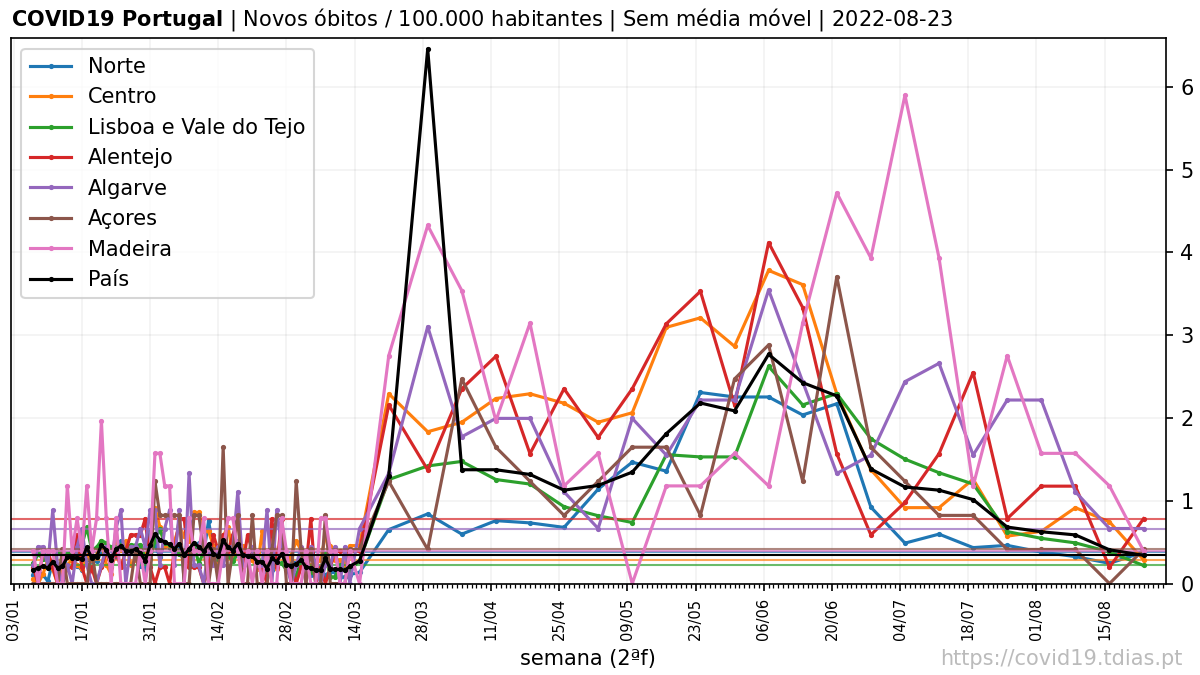 COVID19 Portugal | Novos óbitos / 100.000 habitantes | Sem média móvel | 2022-08-23
Norte
Centro
Lisboa e Vale do Tejo
Alentejo
Algarve
Açores
Madeira
País
6
5
4
3
2
1
0
03/01 17/01 31/01 14/02 28/02 14/03 28/03 11/04 25/04 09/05 23/05 06/06 20/06 04/07 18/07 01/08 15/08
semana (2ªf)
https://covid19.tdias.pt